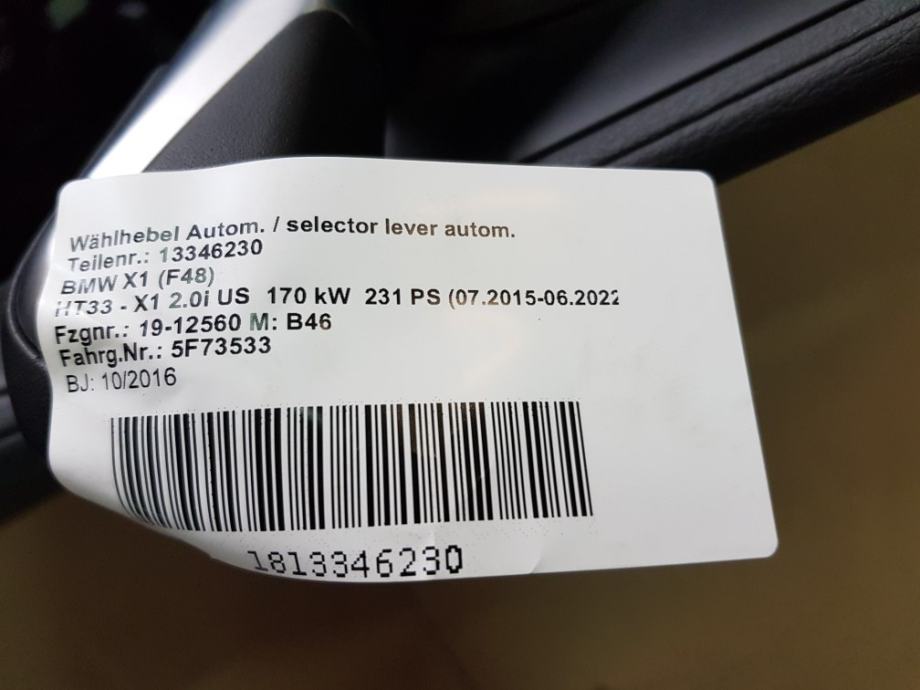 Wählhebel Autom. / selector lever autom.
Teilenr.: 13346230
BMW X1 (F48)
HT33 - X1 2.0i US 170 kW 231 PS (07.2015-06.2022
Fzgnr.: 19-12560 M: B46
Fahrg.Nr.: 5F73533
BJ: 10/2016
1813346230